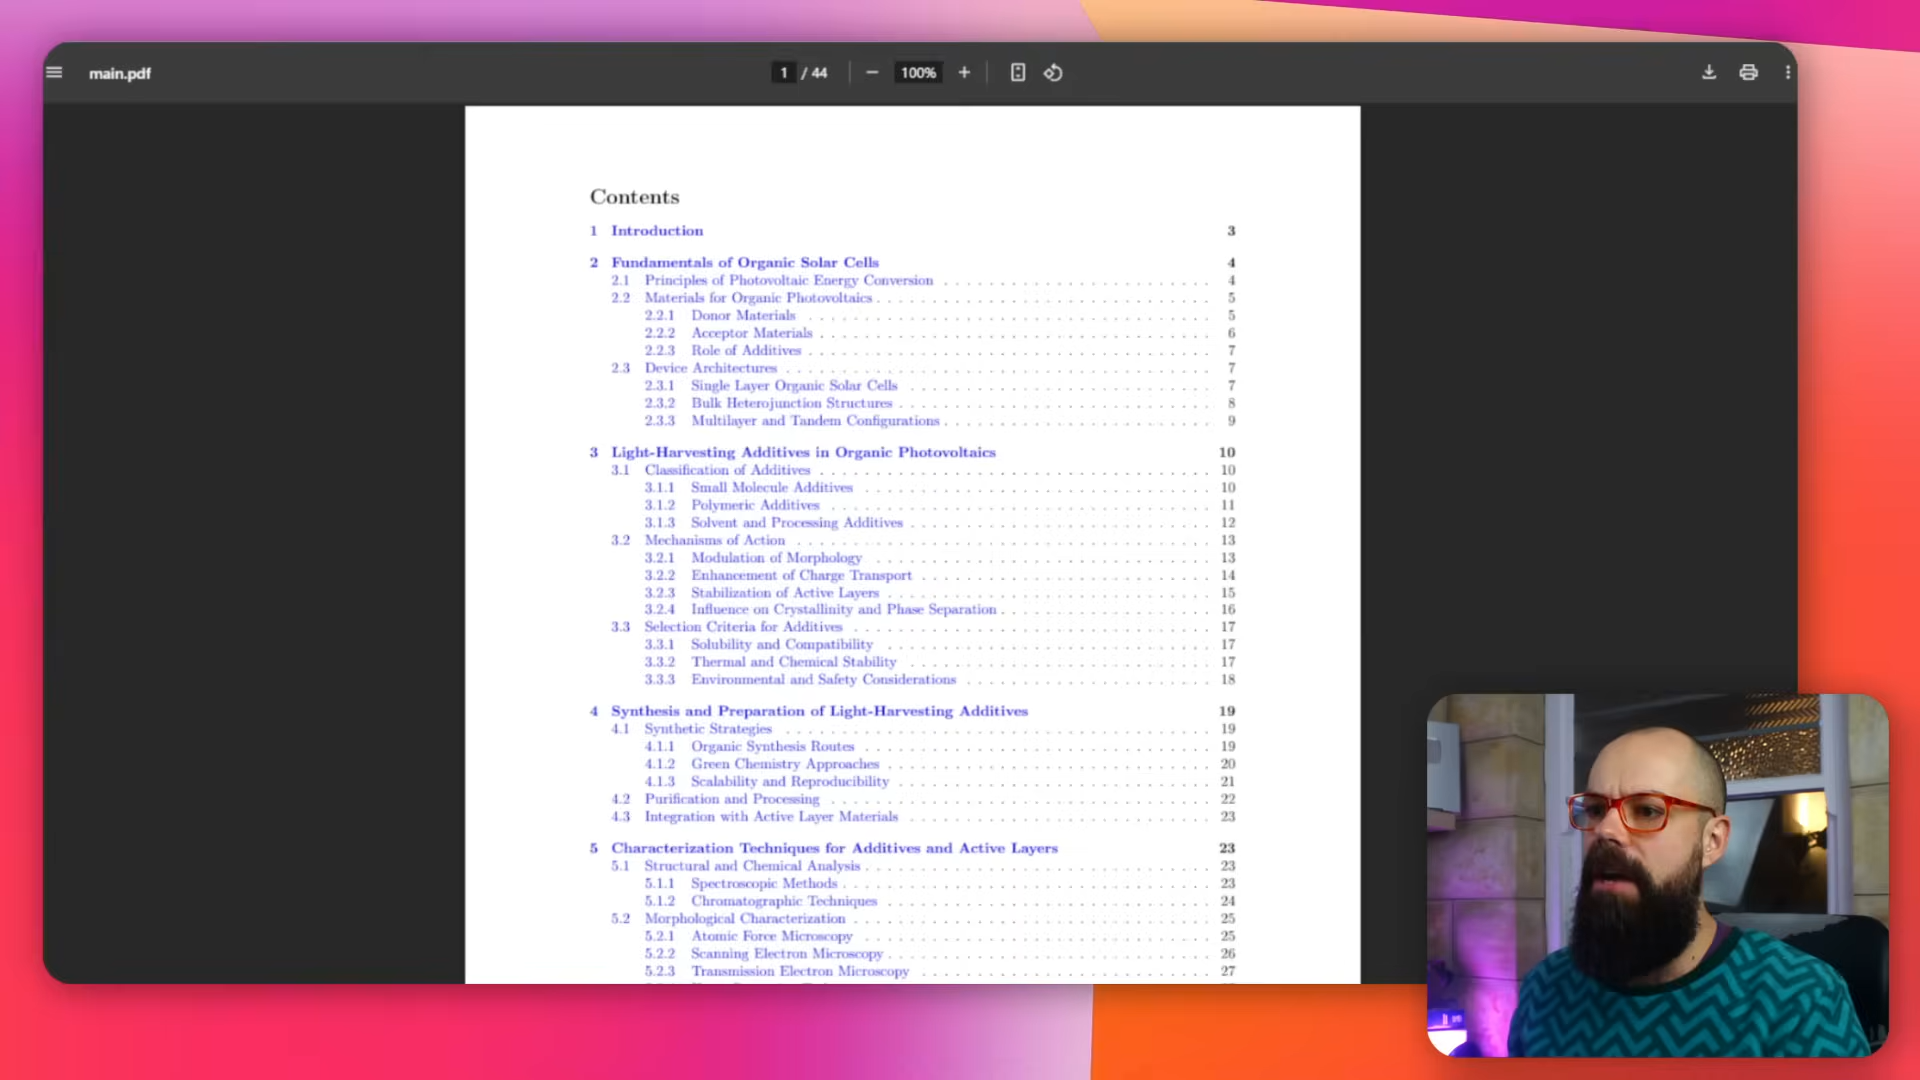 main.pdf
1 / 44
100%
Contents
1 Introduction 3
2 Fundamentals of Organic Solar Cells 4
2.1 Principles of Photovoltaic Energy Conversion 4
2.2 Materials for Organic Photovoltaics 5
2.2.1 Donor Materials 5
2.2.2 Acceptor Materials 6
2.2.3 Role of Additives 7
2.3 Device Architectures 7
2.3.1 Single Layer Organic Solar Cells 7
2.3.2 Bulk Heterojunction Structures 8
2.3.3 Multilayer and Tandem Configurations 9
3 Light-Harvesting Additives in Organic Photovoltaics 10
3.1 Classification of Additives 10
3.1.1 Small Molecule Additives 10
3.1.2 Polymeric Additives 11
3.1.3 Solvent and Processing Additives 12
3.2 Mechanisms of Action 13
3.2.1 Modulation of Morphology 13
3.2.2 Enhancement of Charge Transport 14
3.2.3 Stabilization of Active Layers 15
3.2.4 Influence on Crystallinity and Phase Separation 16
3.3 Selection Criteria for Additives 17
3.3.1 Solubility and Compatibility 17
3.3.2 Thermal and Chemical Stability 17
3.3.3 Environmental and Safety Considerations 18
4 Synthesis and Preparation of Light-Harvesting Additives 19
4.1 Synthetic Strategies 19
4.1.1 Organic Synthesis Routes 19
4.1.2 Green Chemistry Approaches 20
4.1.3 Scalability and Reproducibility 21
4.2 Purification and Processing 22
4.3 Integration with Active Layer Materials 23
5 Characterization Techniques for Additives and Active Layers 23
5.1 Structural and Chemical Analysis 23
5.1.1 Spectroscopic Methods 23
5.1.2 Chromatographic Techniques 24
5.2 Morphological Characterization 25
5.2.1 Atomic Force Microscopy 25
5.2.2 Scanning Electron Microscopy 26
5.2.3 Transmission Electron Microscopy 27